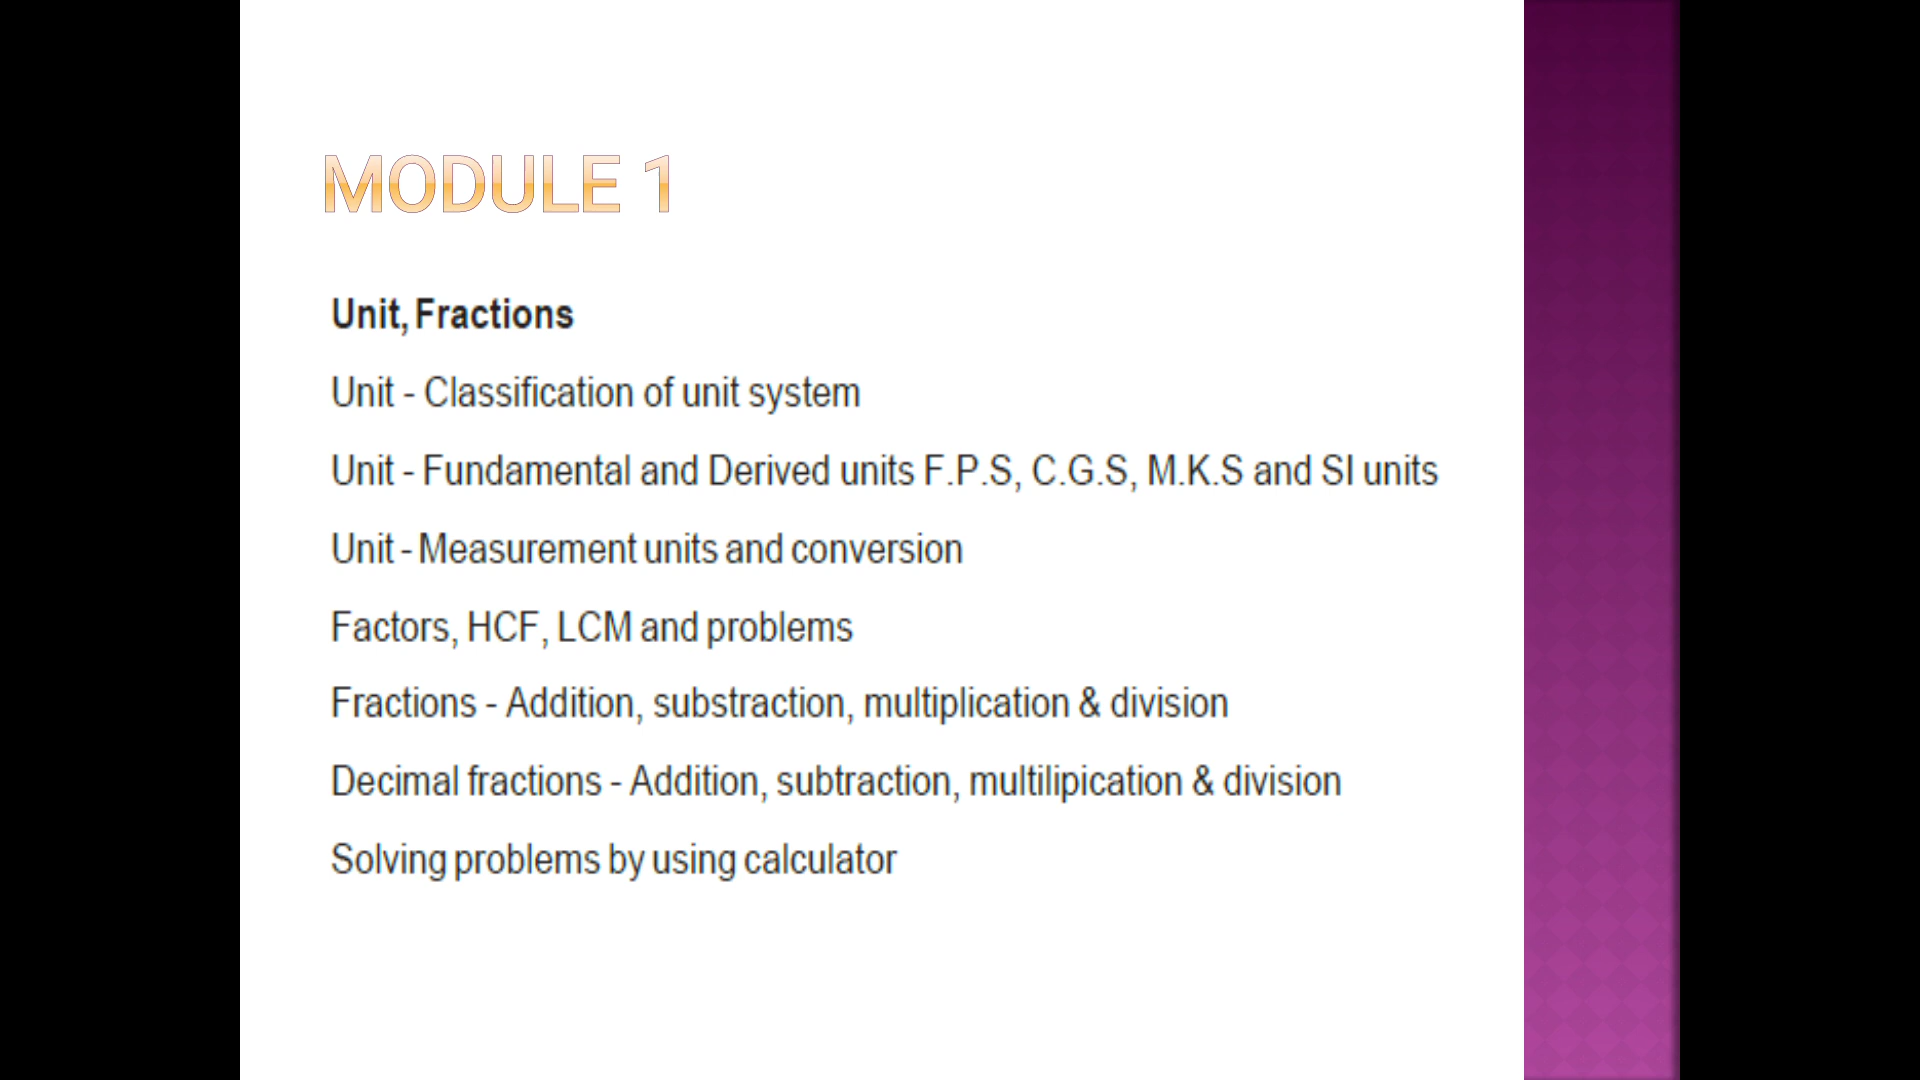 MODULE 1
Unit, Fractions
Unit - Classification of unit system
Unit - Fundamental and Derived units F.P.S, C.G.S, M.K.S and SI units
Unit - Measurement units and conversion
Factors, HCF, LCM and problems
Fractions - Addition, substraction, multiplication & division
Decimal fractions - Addition, subtraction, multilipication & division
Solving problems by using calculator